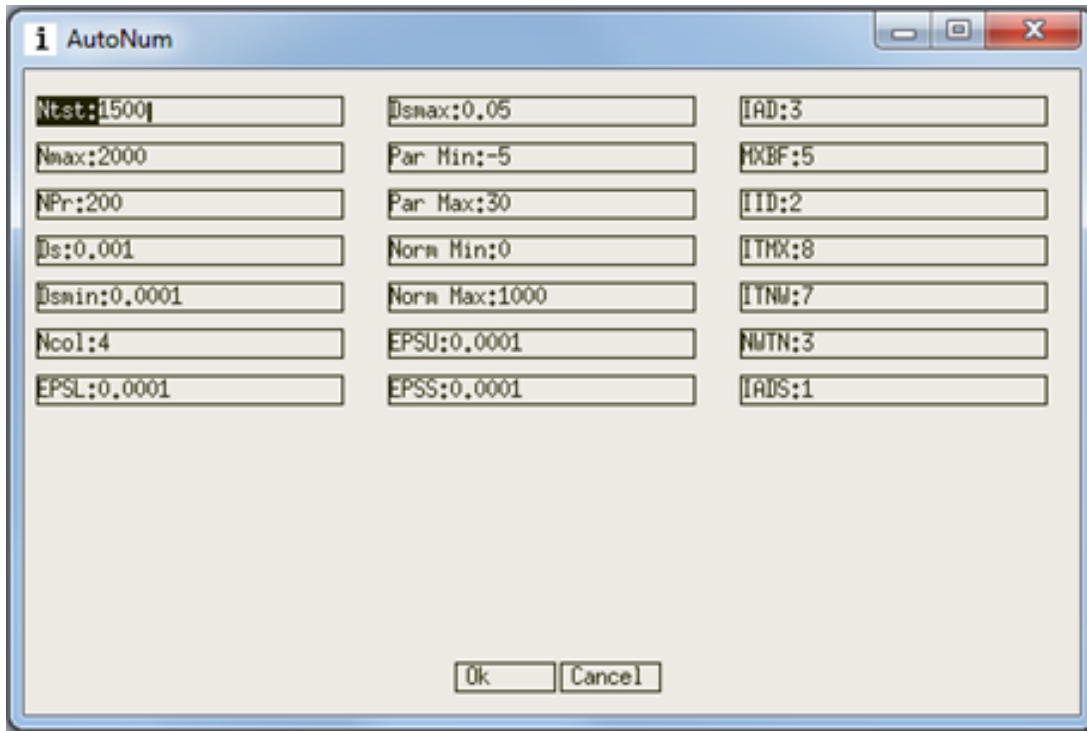 i AutoNum
Ntst:1500 Dsmax:0.05 IAD:3
Nmax:2000 Par Min:-5 MXBF:5
NPr:200 Par Max:30 IID:2
Ds:0.001 Norm Min:0 ITMX:8
Dsmin:0.0001 Norm Max:1000 ITNW:7
Ncol:4 EPSU:0.0001 NWTN:3
EPSL:0.0001 EPSS:0.0001 IADS:1
Ok Cancel